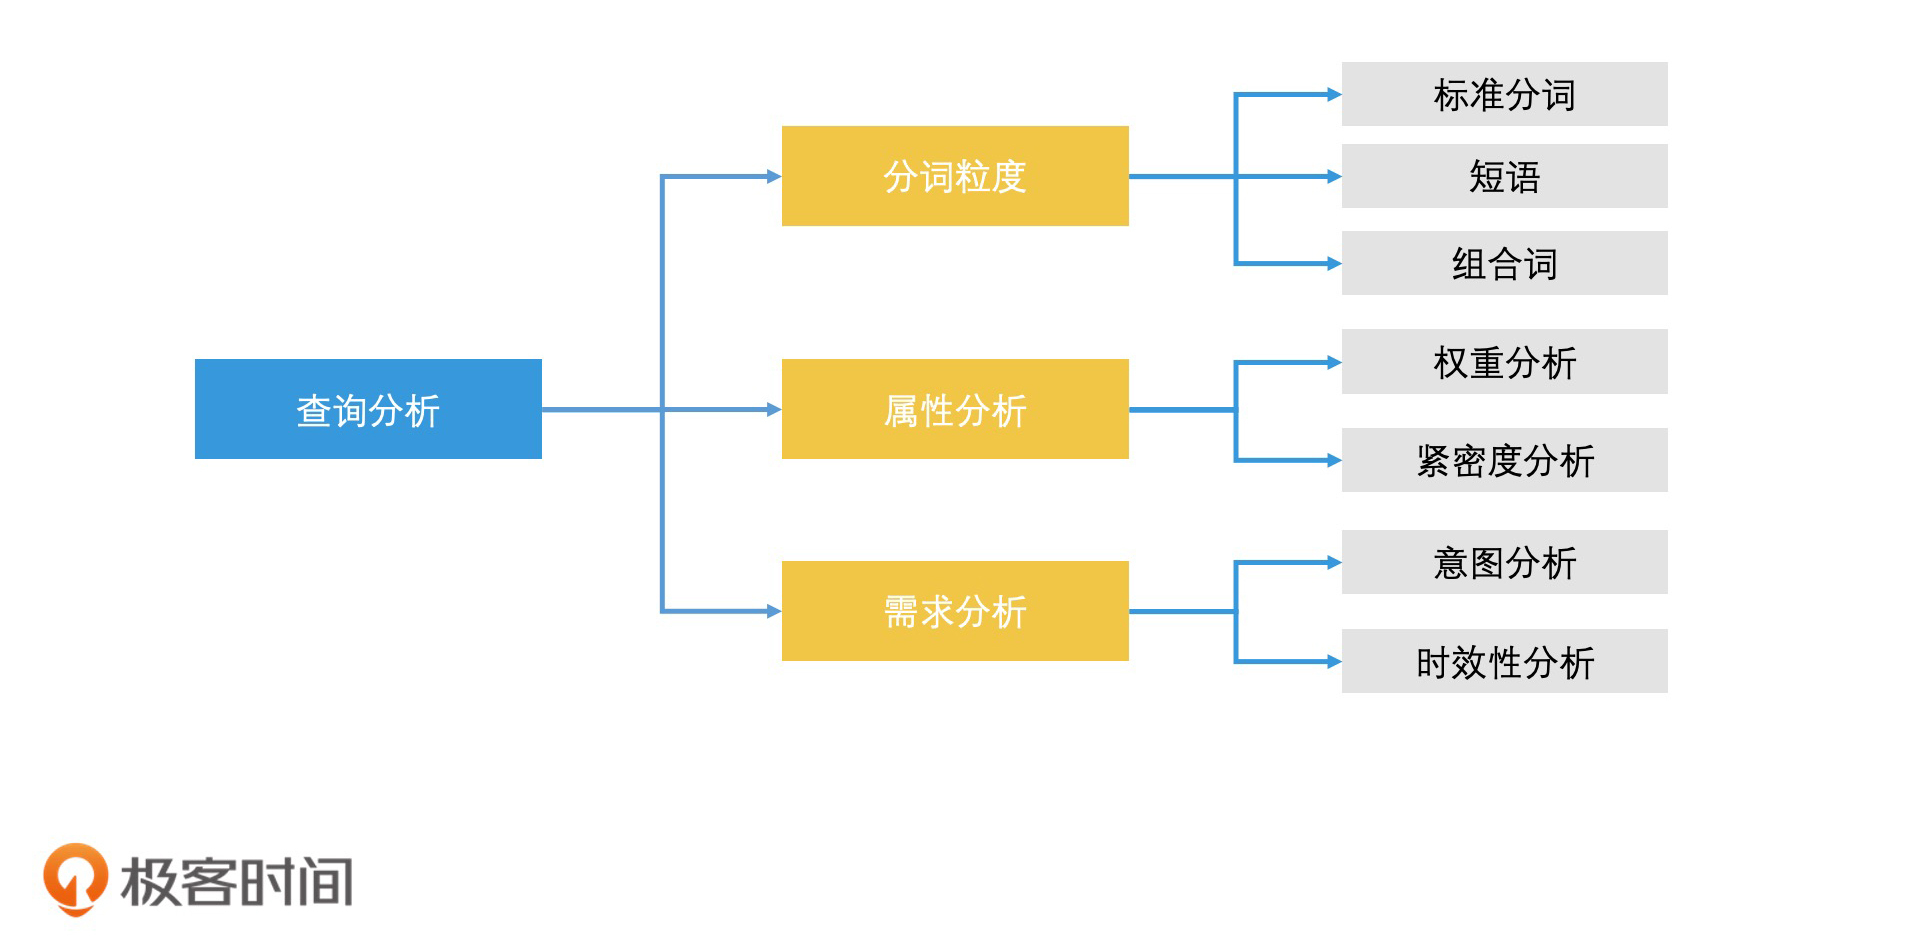 查询分析
分词粒度
标准分词
短语
组合词
属性分析
权重分析
紧密度分析
需求分析
意图分析
时效性分析
极客时间